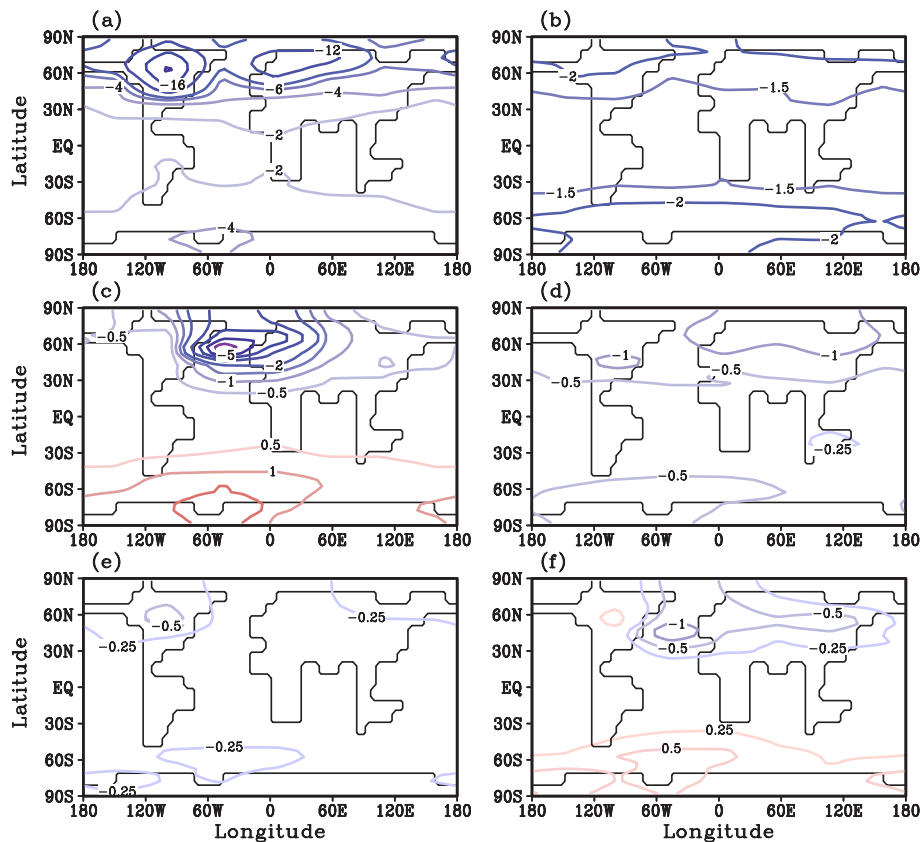 (a)
90N
60N
30N
EQ
30S
60S
90S
Latitude
180 120W 60W 0 60E 120E 180
-12
-16
-4
-6
-4
-2
-2
-4
(b)
90N
60N
30N
EQ
30S
60S
90S
180 120W 60W 0 60E 120E 180
-2
-1.5
-1.5
-1.5
-2
-2
(c)
90N
60N
30N
EQ
30S
60S
90S
Latitude
180 120W 60W 0 60E 120E 180
-0.5
-5
-2
-1
-0.5
-0.5
0.5
1
(d)
90N
60N
30N
EQ
30S
60S
90S
180 120W 60W 0 60E 120E 180
-1
-1
-0.5
-0.5
-0.25
-0.5
(e)
90N
60N
30N
EQ
30S
60S
90S
Latitude
180 120W 60W 0 60E 120E 180
Longitude
-0.5
-0.25
-0.25
-0.25
-0.25
(f)
90N
60N
30N
EQ
30S
60S
90S
180 120W 60W 0 60E 120E 180
Longitude
-1
-0.5
-0.5
-0.25
0.25
0.5